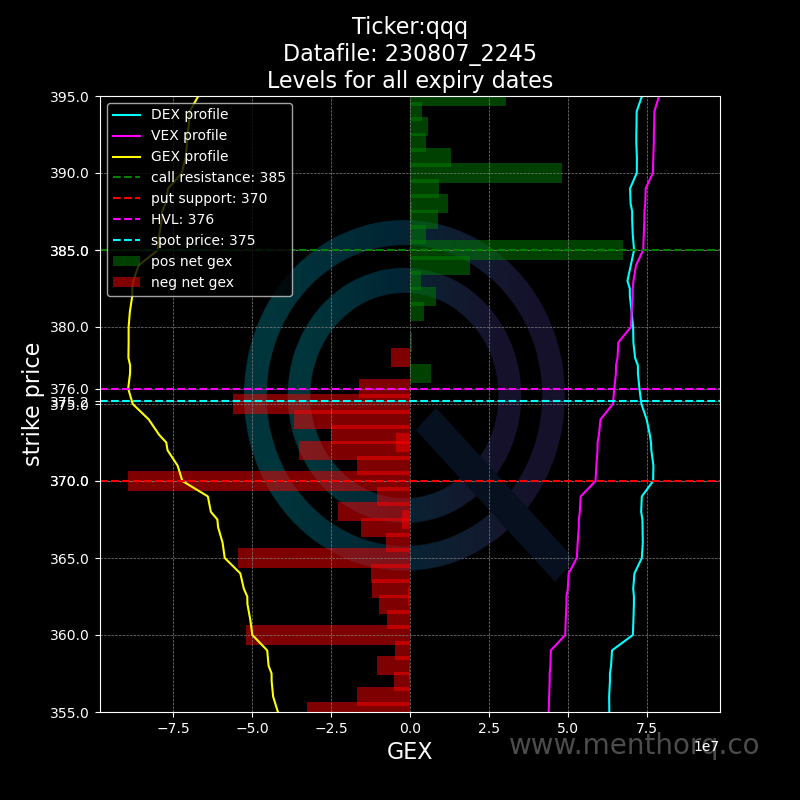 Ticker:qqq
Datafile: 230807_2245
Levels for all expiry dates
DEX profile
VEX profile
GEX profile
call resistance: 385
put support: 370
HVL: 376
spot price: 375
pos net gex
neg net gex
395.0
390.0
385.0
380.0
376.0
375.0
370.0
365.0
360.0
355.0
strike price
−7.5
−5.0
−2.5
0.0
2.5
5.0
7.5
1e7
GEX
www.menthorq.co